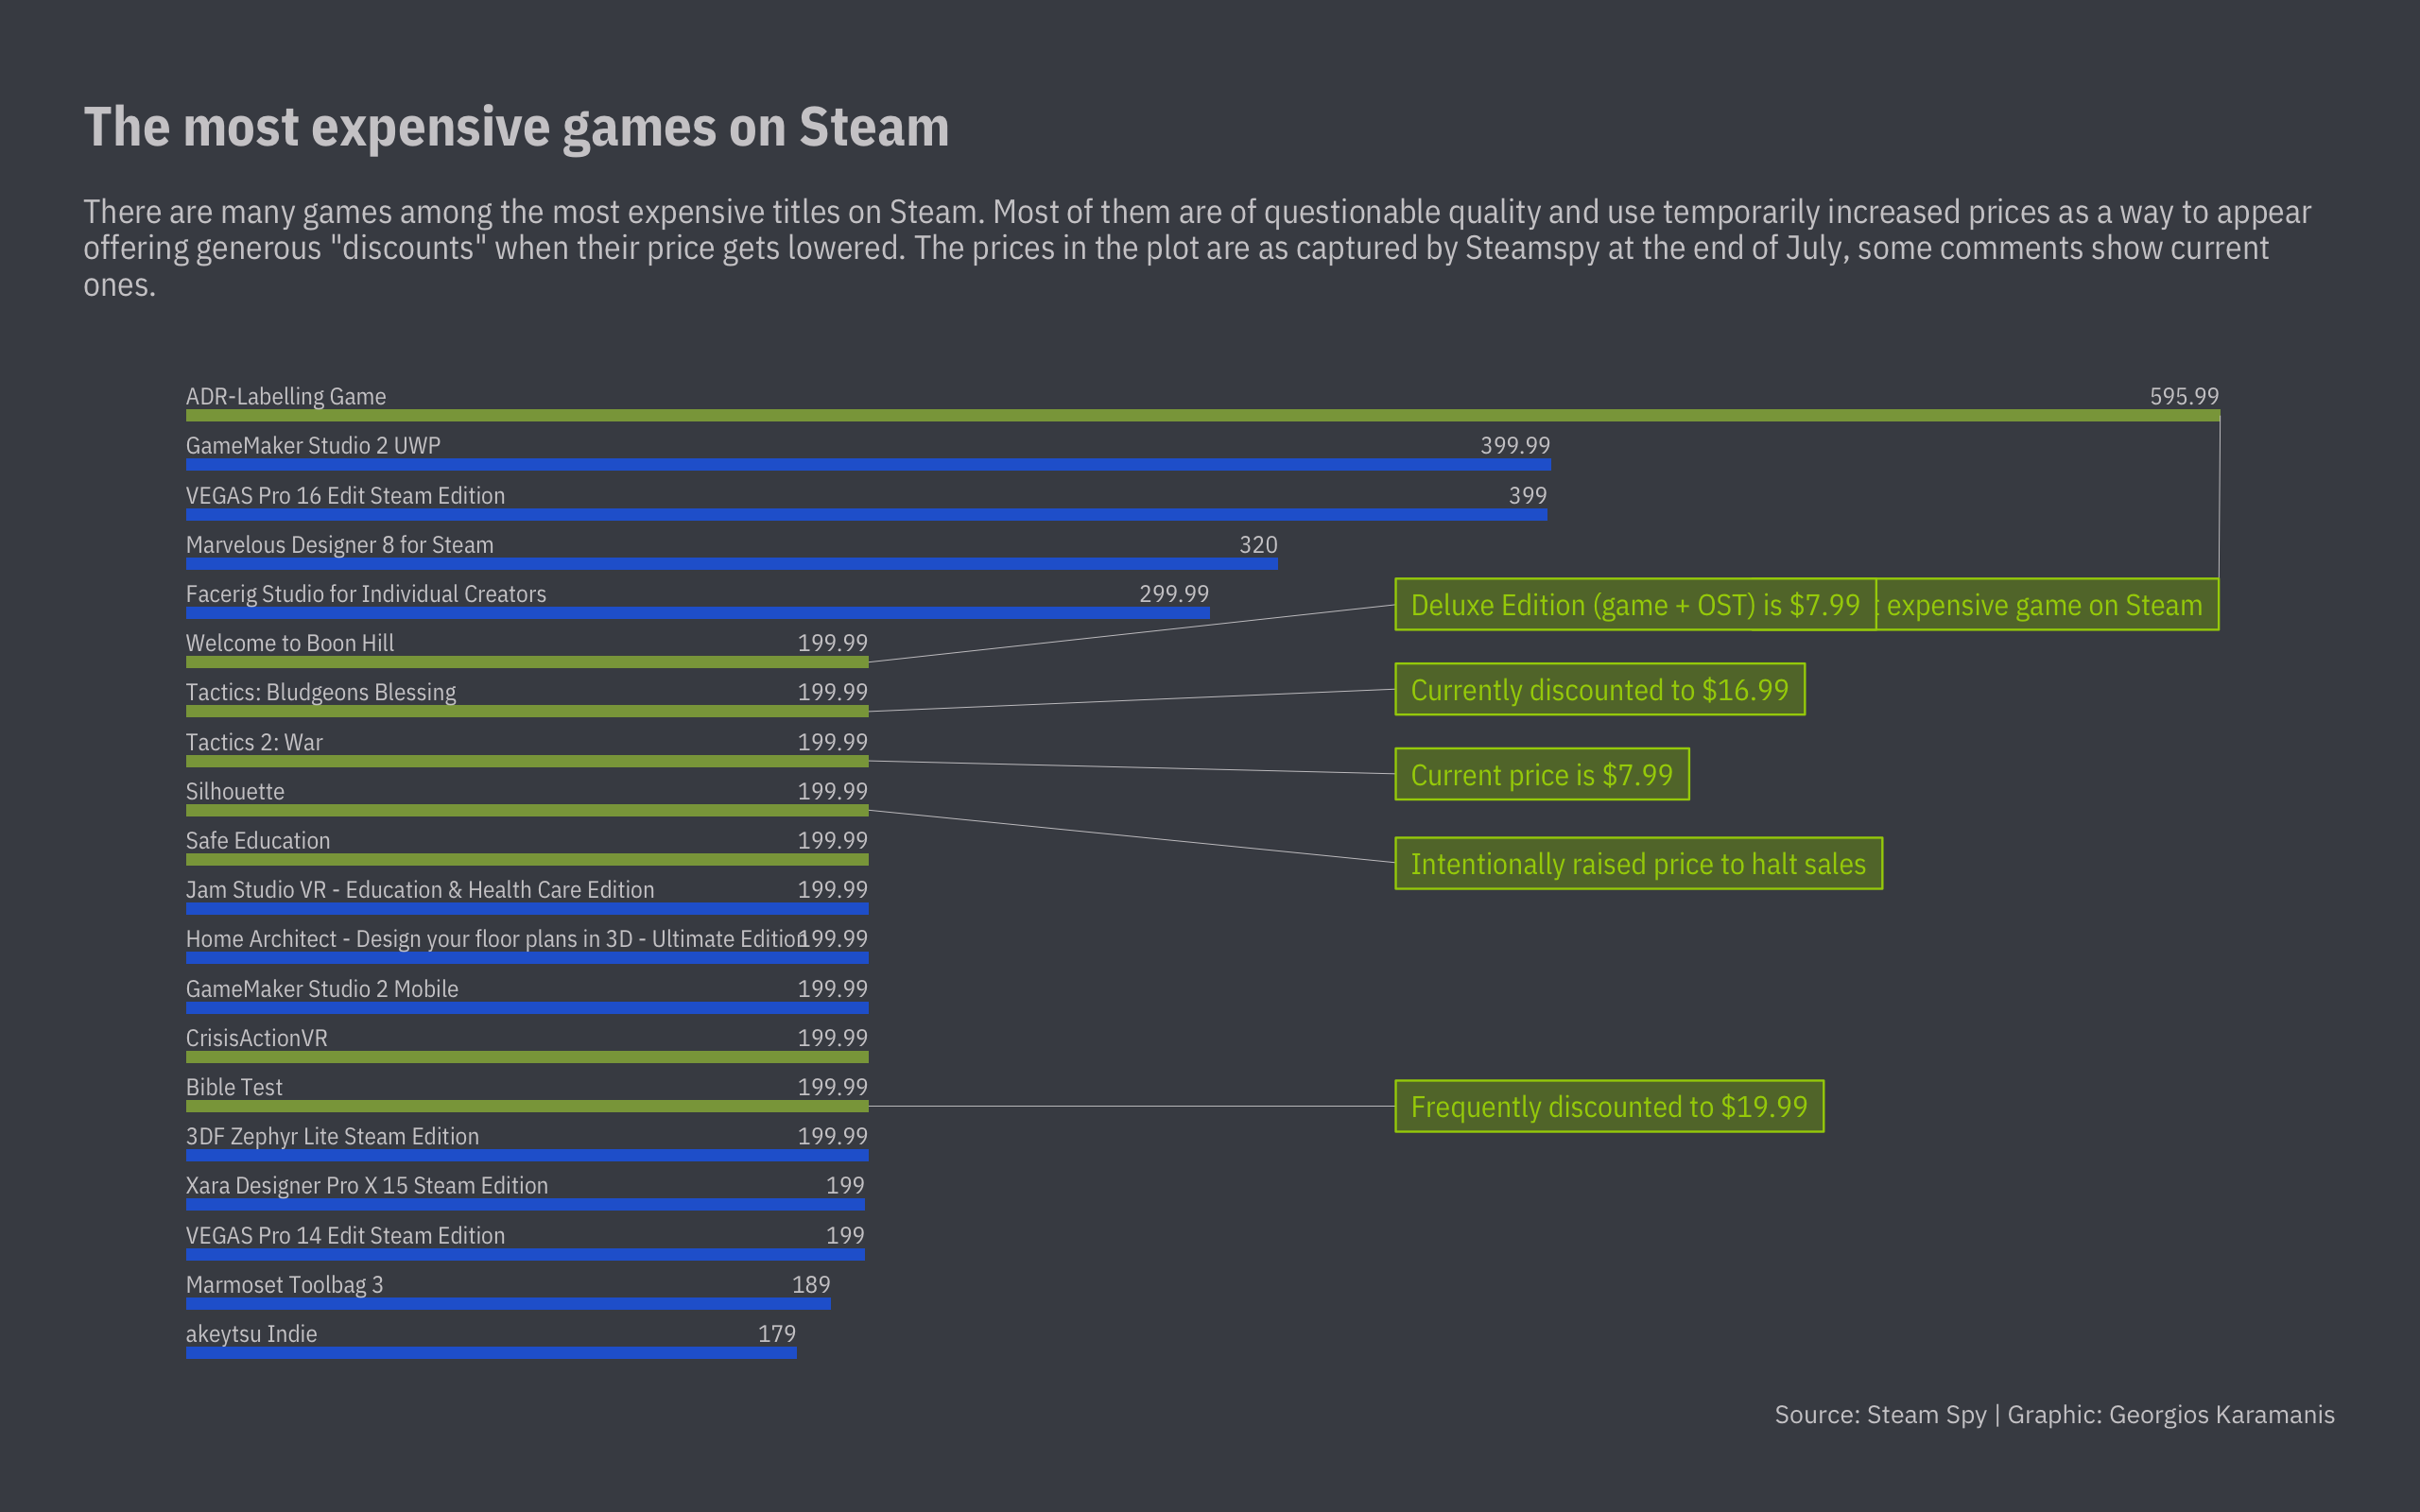 The most expensive games on Steam
There are many games among the most expensive titles on Steam. Most of them are of questionable quality and use temporarily increased prices as a way to appear
offering generous "discounts" when their price gets lowered. The prices in the plot are as captured by Steamspy at the end of July, some comments show current
ones.
ADR-Labelling Game 595.99
GameMaker Studio 2 UWP 399.99
VEGAS Pro 16 Edit Steam Edition 399
Marvelous Designer 8 for Steam 320
Facerig Studio for Individual Creators 299.99
Deluxe Edition (game + OST) is $7.99 expensive game on Steam
Welcome to Boon Hill 199.99
Tactics: Bludgeons Blessing 199.99
Currently discounted to $16.99
Tactics 2: War 199.99
Current price is $7.99
Silhouette 199.99
Safe Education 199.99
Intentionally raised price to halt sales
Jam Studio VR - Education & Health Care Edition 199.99
Home Architect - Design your floor plans in 3D - Ultimate Edition 199.99
GameMaker Studio 2 Mobile 199.99
CrisisActionVR 199.99
Bible Test 199.99
Frequently discounted to $19.99
3DF Zephyr Lite Steam Edition 199.99
Xara Designer Pro X 15 Steam Edition 199
VEGAS Pro 14 Edit Steam Edition 199
Marmoset Toolbag 3 189
akeytsu Indie 179
Source: Steam Spy | Graphic: Georgios Karamanis